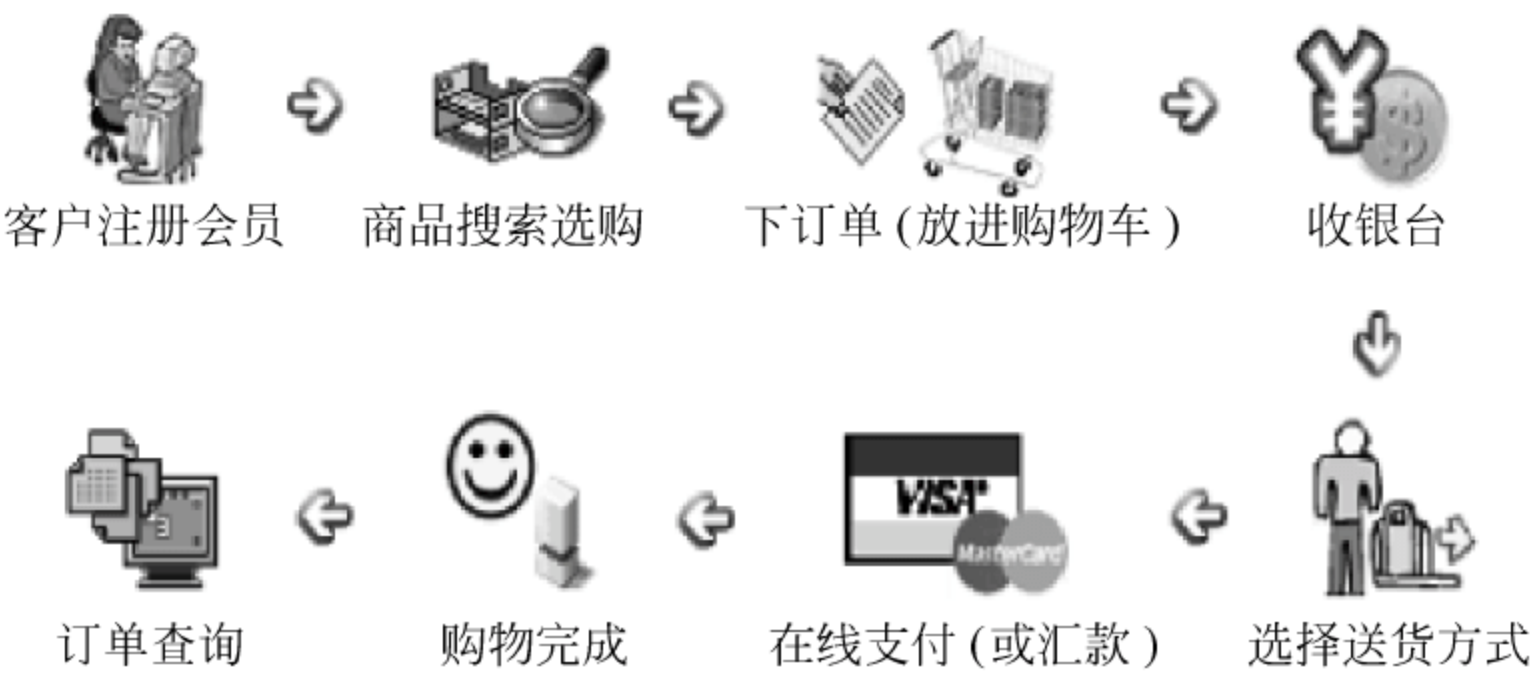 客户注册会员
商品搜索选购
下订单(放进购物车)
收银台
VISA
MasterCard
选择送货方式
在线支付(或汇款)
购物完成
订单查询